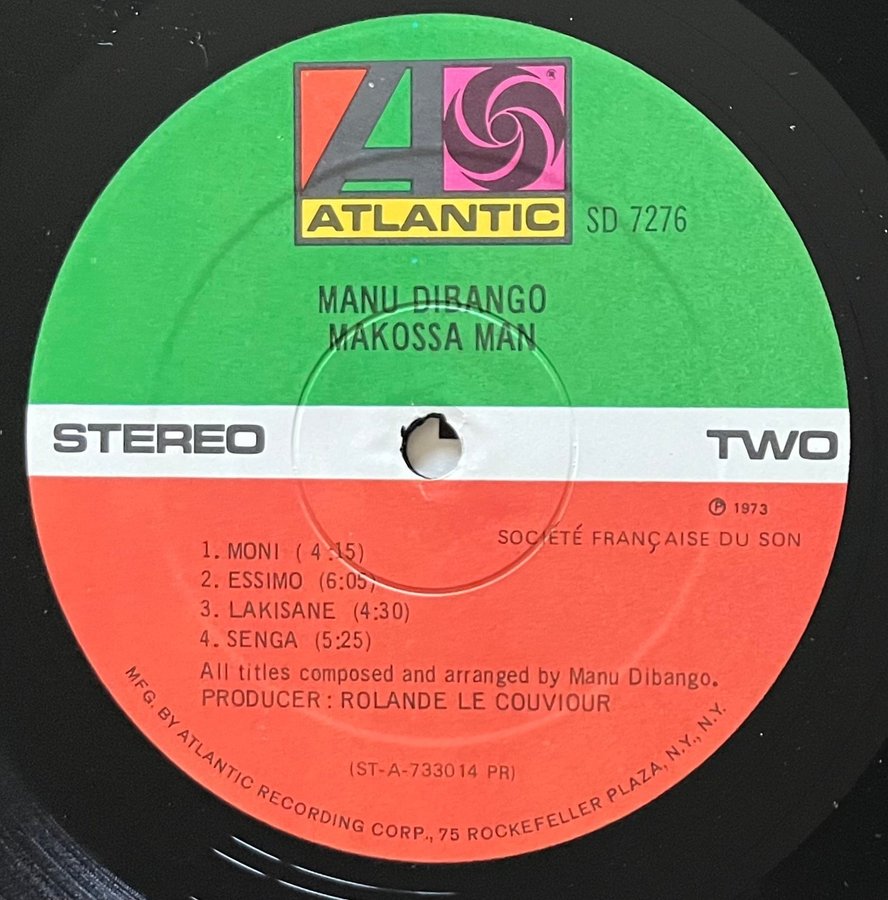 ATLANTIC
SD 7276
MANU DIBANGO
MAKOSSA MAN
STEREO
TWO
℗ 1973
SOCIÉTÉ FRANÇAISE DU SON
1. MONI ( 4:15)
2. ESSIMO (6:05)
3. LAKISANE (4:30)
4. SENGA (5:25)
All titles composed and arranged by Manu Dibango.
PRODUCER : ROLANDE LE COUVIOUR
(ST-A-733014 PR)
MFG. BY ATLANTIC RECORDING CORP., 75 ROCKEFELLER PLAZA, N.Y., N.Y.